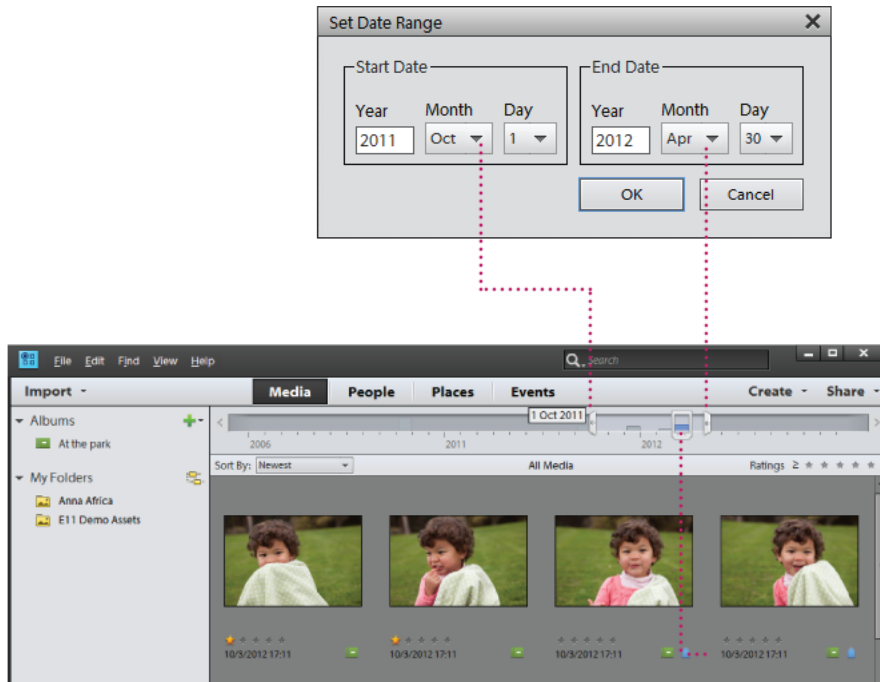 Set Date Range
Start Date End Date
Year Month Day Year Month Day
2011 Oct 1 2012 Apr 30
OK Cancel
File Edit Find View Help Search
Import Media People Places Events Create Share
Albums
1 Oct 2011
At the park
2006 2011 2012
Sort By: Newest All Media Ratings ≥
My Folders
Anna Africa
E11 Demo Assets
10/3/2012 17:11 10/3/2012 17:11 10/3/2012 17:11 10/3/2012 17:11